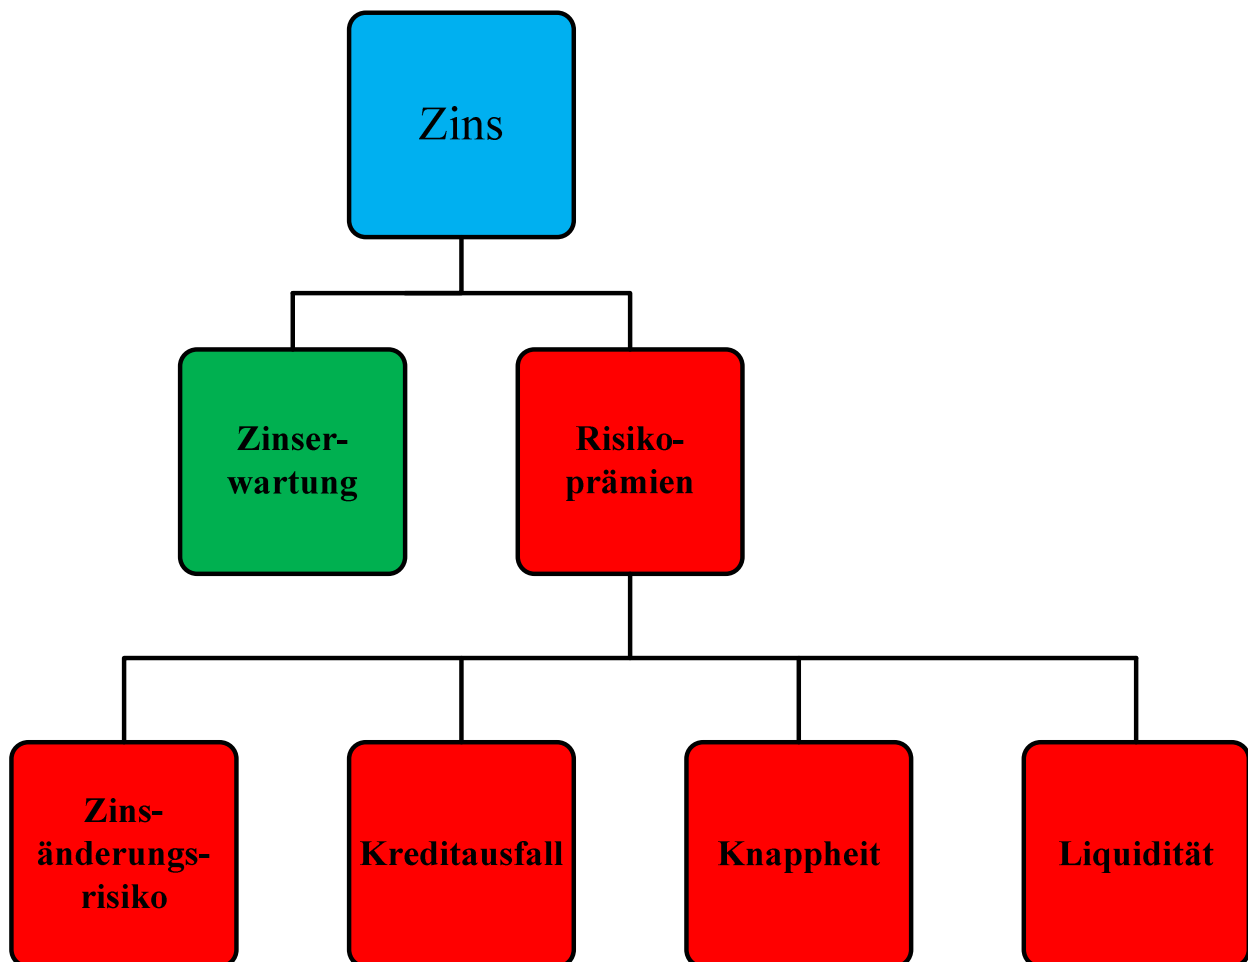 Zins
Zinser-
wartung
Risiko-
prämien
Zins-
änderungs-
risiko
Kreditausfall
Knappheit
Liquidität